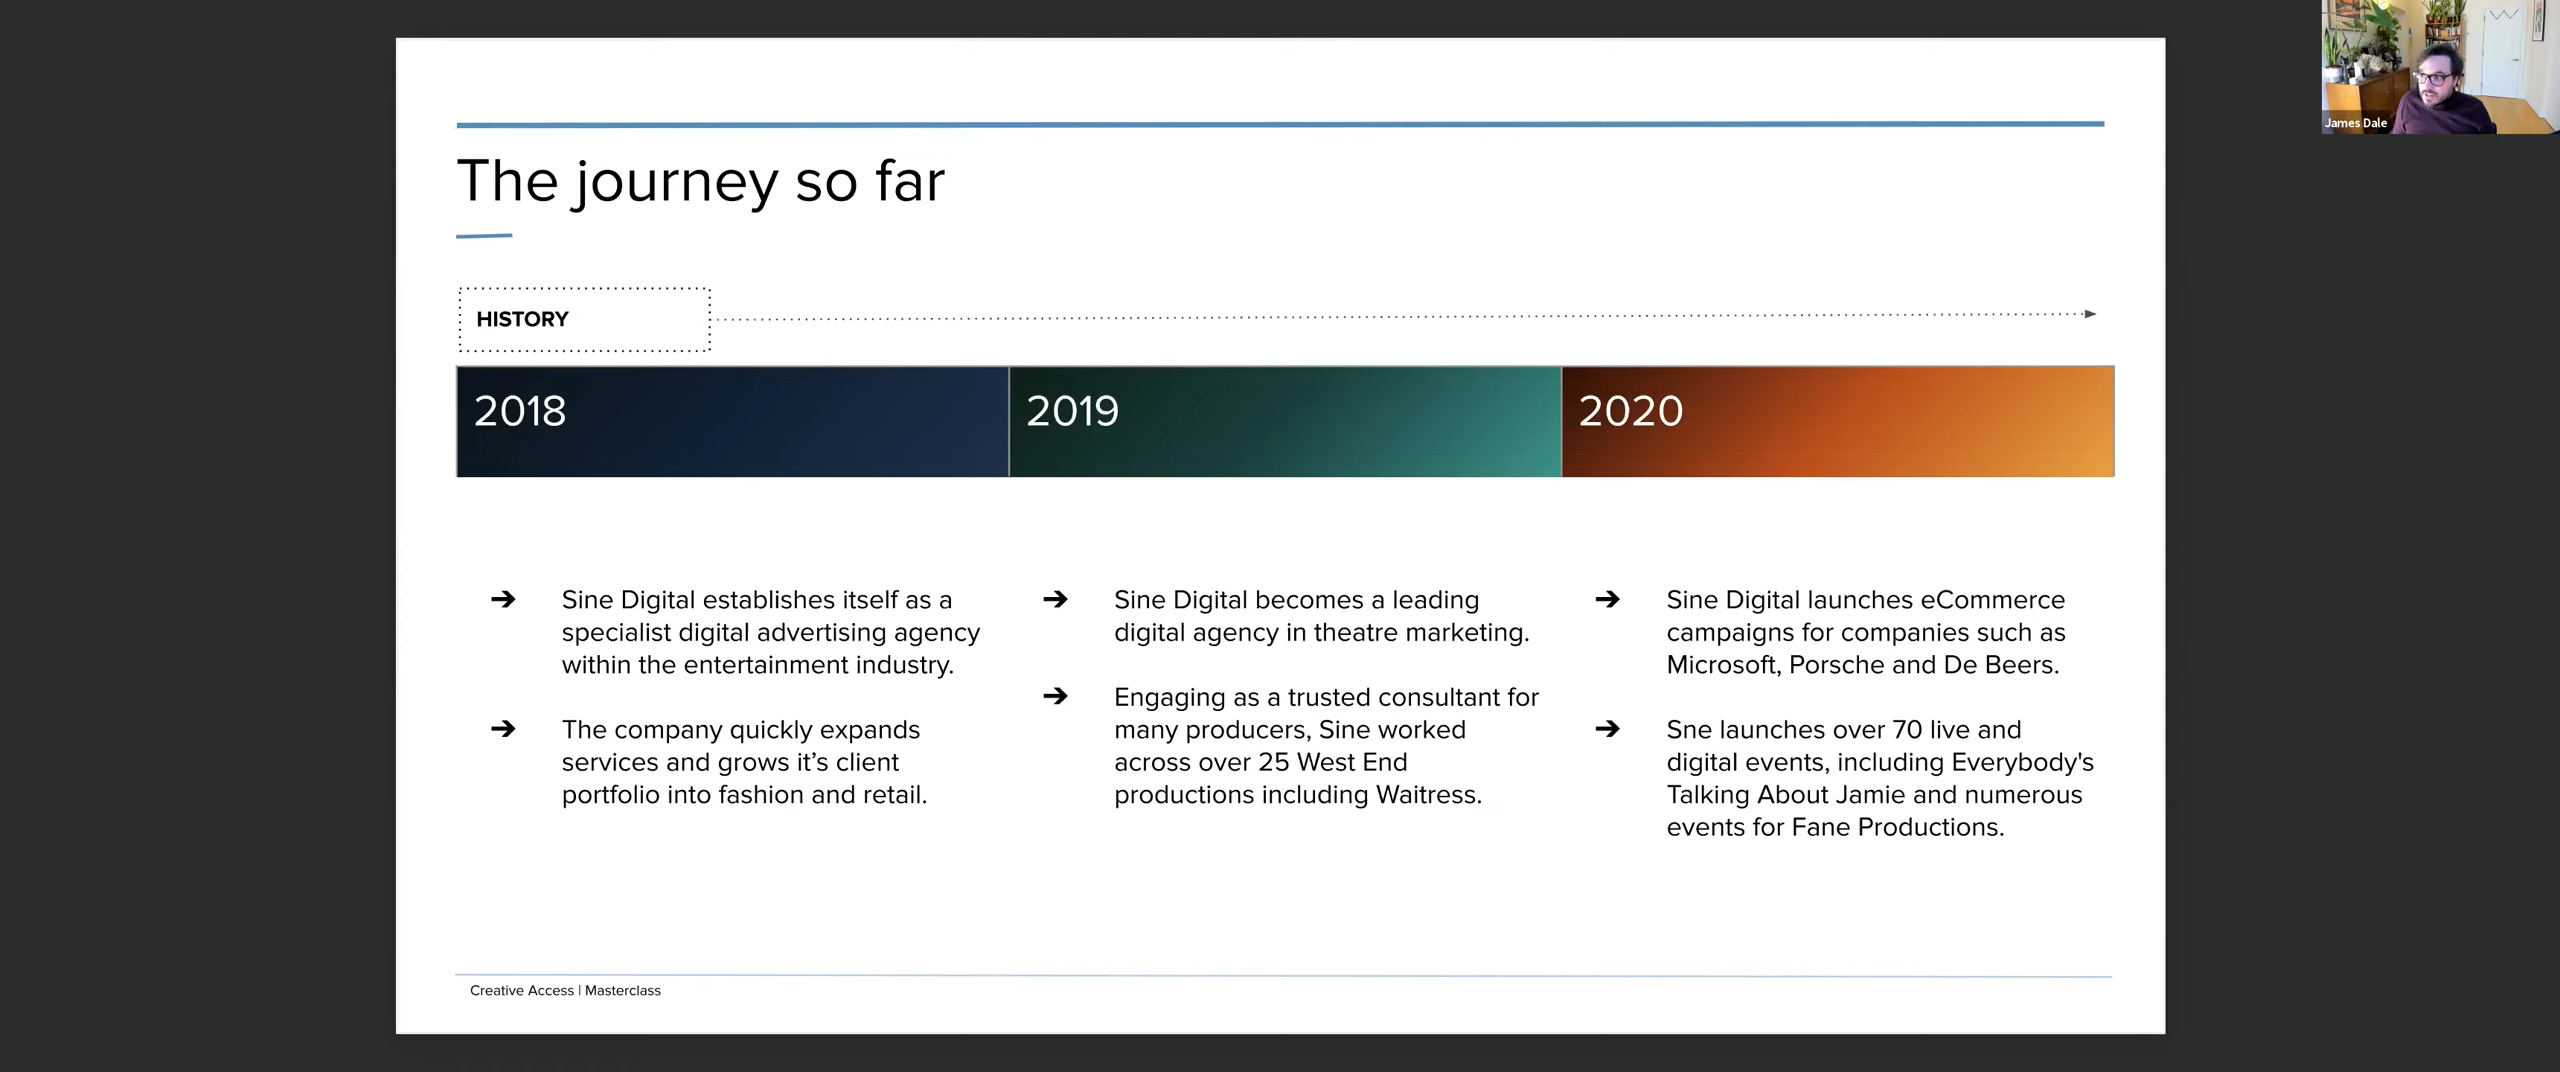 James Dale
The journey so far
HISTORY
2018
2019
2020
➔ Sine Digital establishes itself as a
specialist digital advertising agency
within the entertainment industry.
➔ The company quickly expands
services and grows it’s client
portfolio into fashion and retail.
➔ Sine Digital becomes a leading
digital agency in theatre marketing.
➔ Engaging as a trusted consultant for
many producers, Sine worked
across over 25 West End
productions including Waitress.
➔ Sine Digital launches eCommerce
campaigns for companies such as
Microsoft, Porsche and De Beers.
➔ Sne launches over 70 live and
digital events, including Everybody's
Talking About Jamie and numerous
events for Fane Productions.
Creative Access | Masterclass